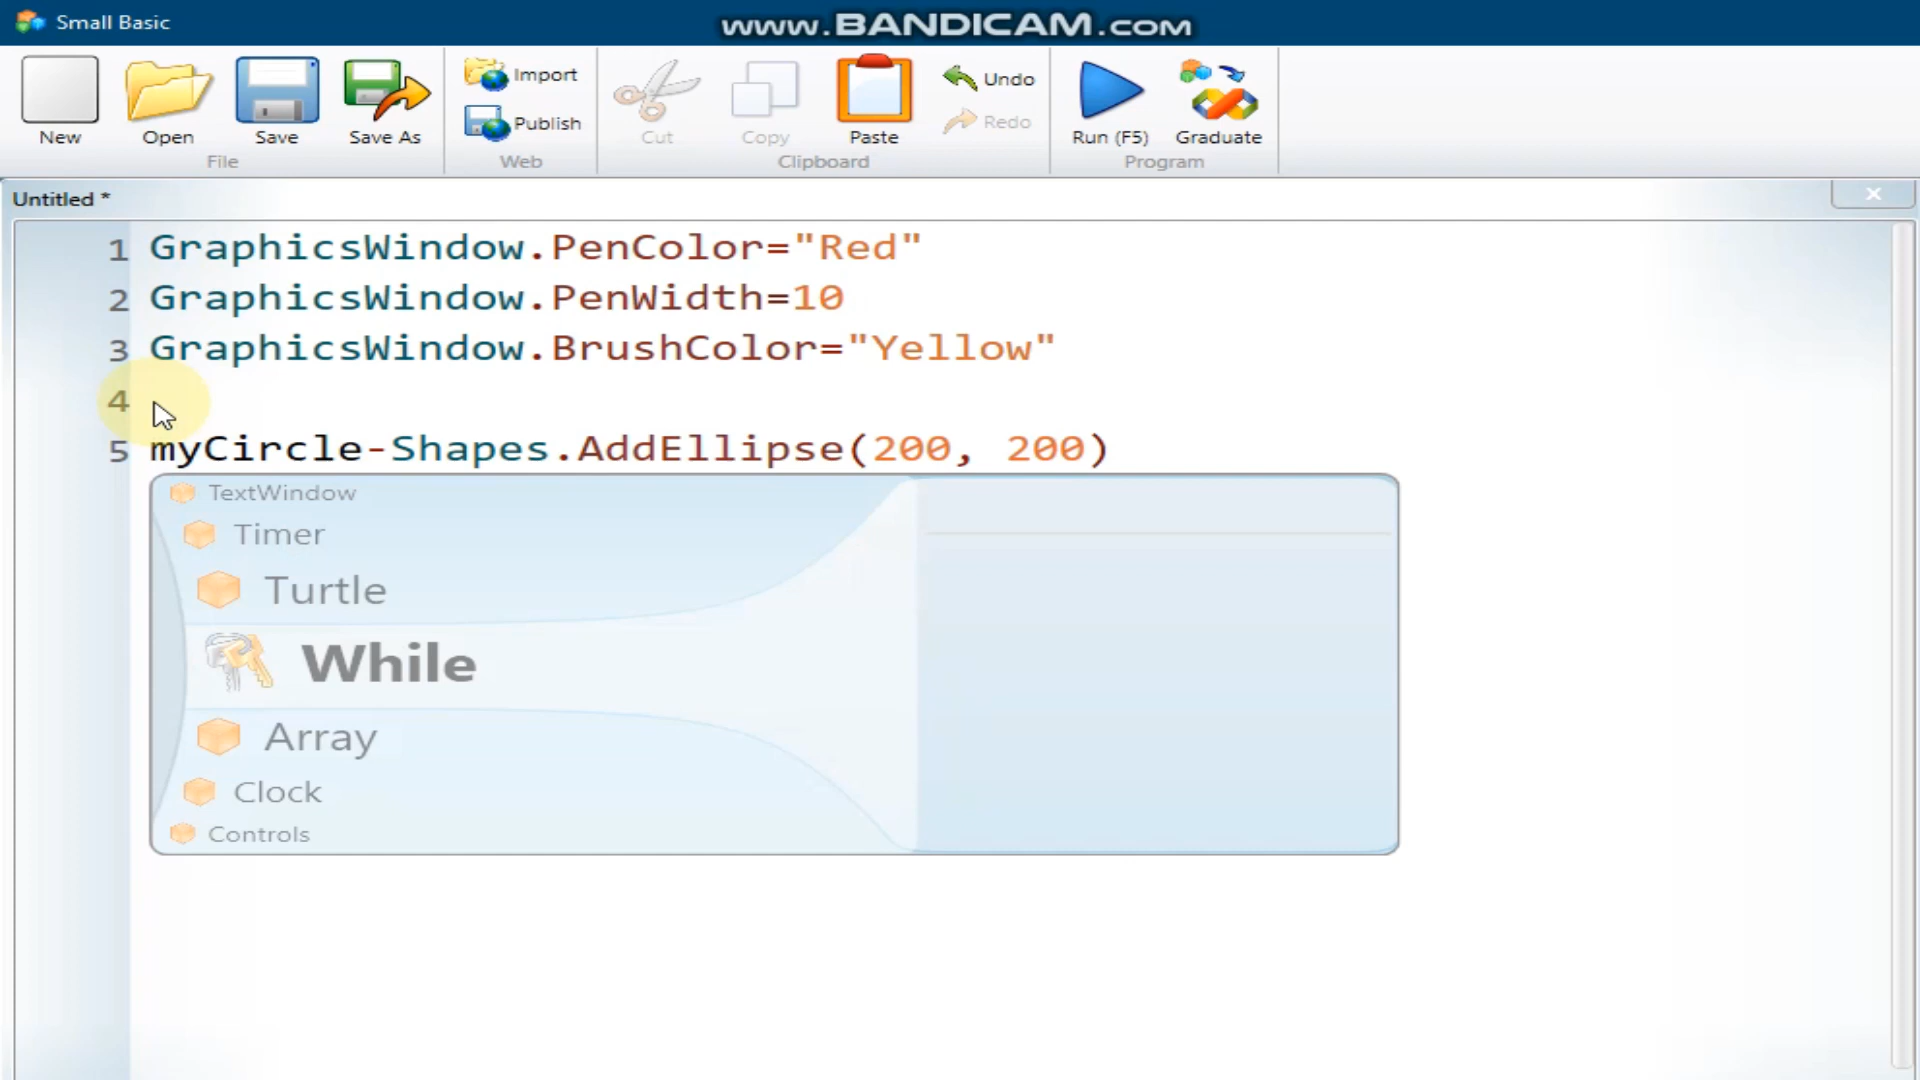 Small Basic
www.BANDICAM.com
New
Open
Save
Save As
File
Import
Publish
Web
Cut
Copy
Paste
Undo
Redo
Clipboard
Run (F5)
Graduate
Program
Untitled *
1 GraphicsWindow.PenColor="Red"
2 GraphicsWindow.PenWidth=10
3 GraphicsWindow.BrushColor="Yellow"
4
5 myCircle-Shapes.AddEllipse(200, 200)
TextWindow
Timer
Turtle
While
Array
Clock
Controls